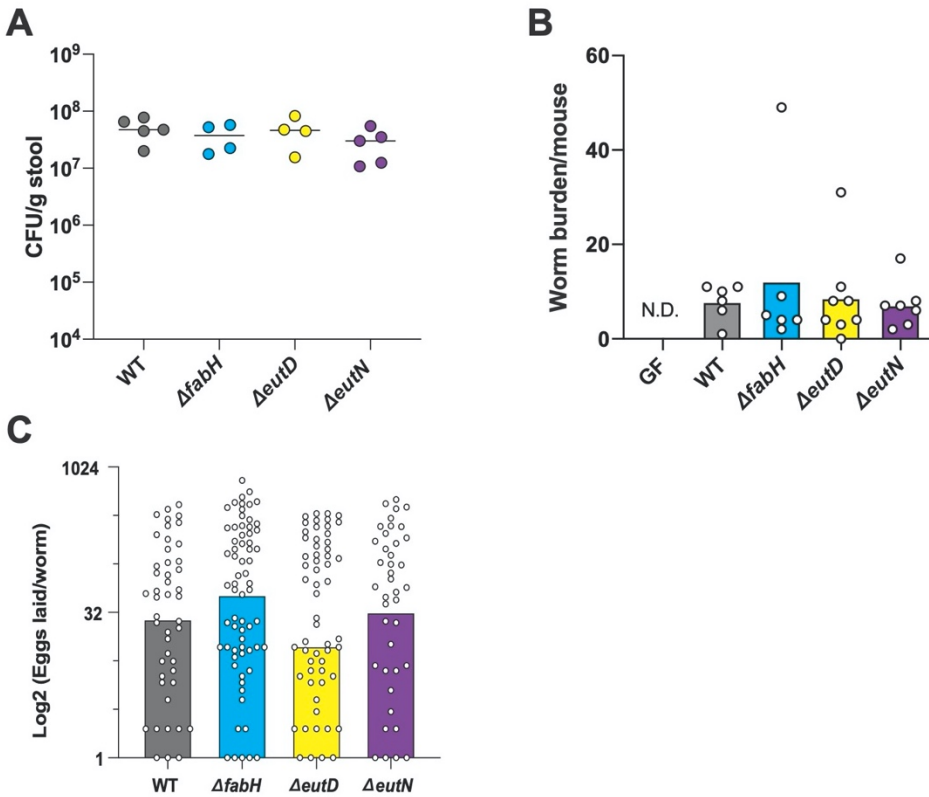 A
CFU/g stool
10⁹
10⁸
10⁷
10⁶
10⁵
10⁴
WT
ΔfabH
ΔeutD
ΔeutN
B
Worm burden/mouse
60
40
20
0
N.D.
GF
WT
ΔfabH
ΔeutD
ΔeutN
C
Log2 (Eggs laid/worm)
1024
32
1
WT
ΔfabH
ΔeutD
ΔeutN